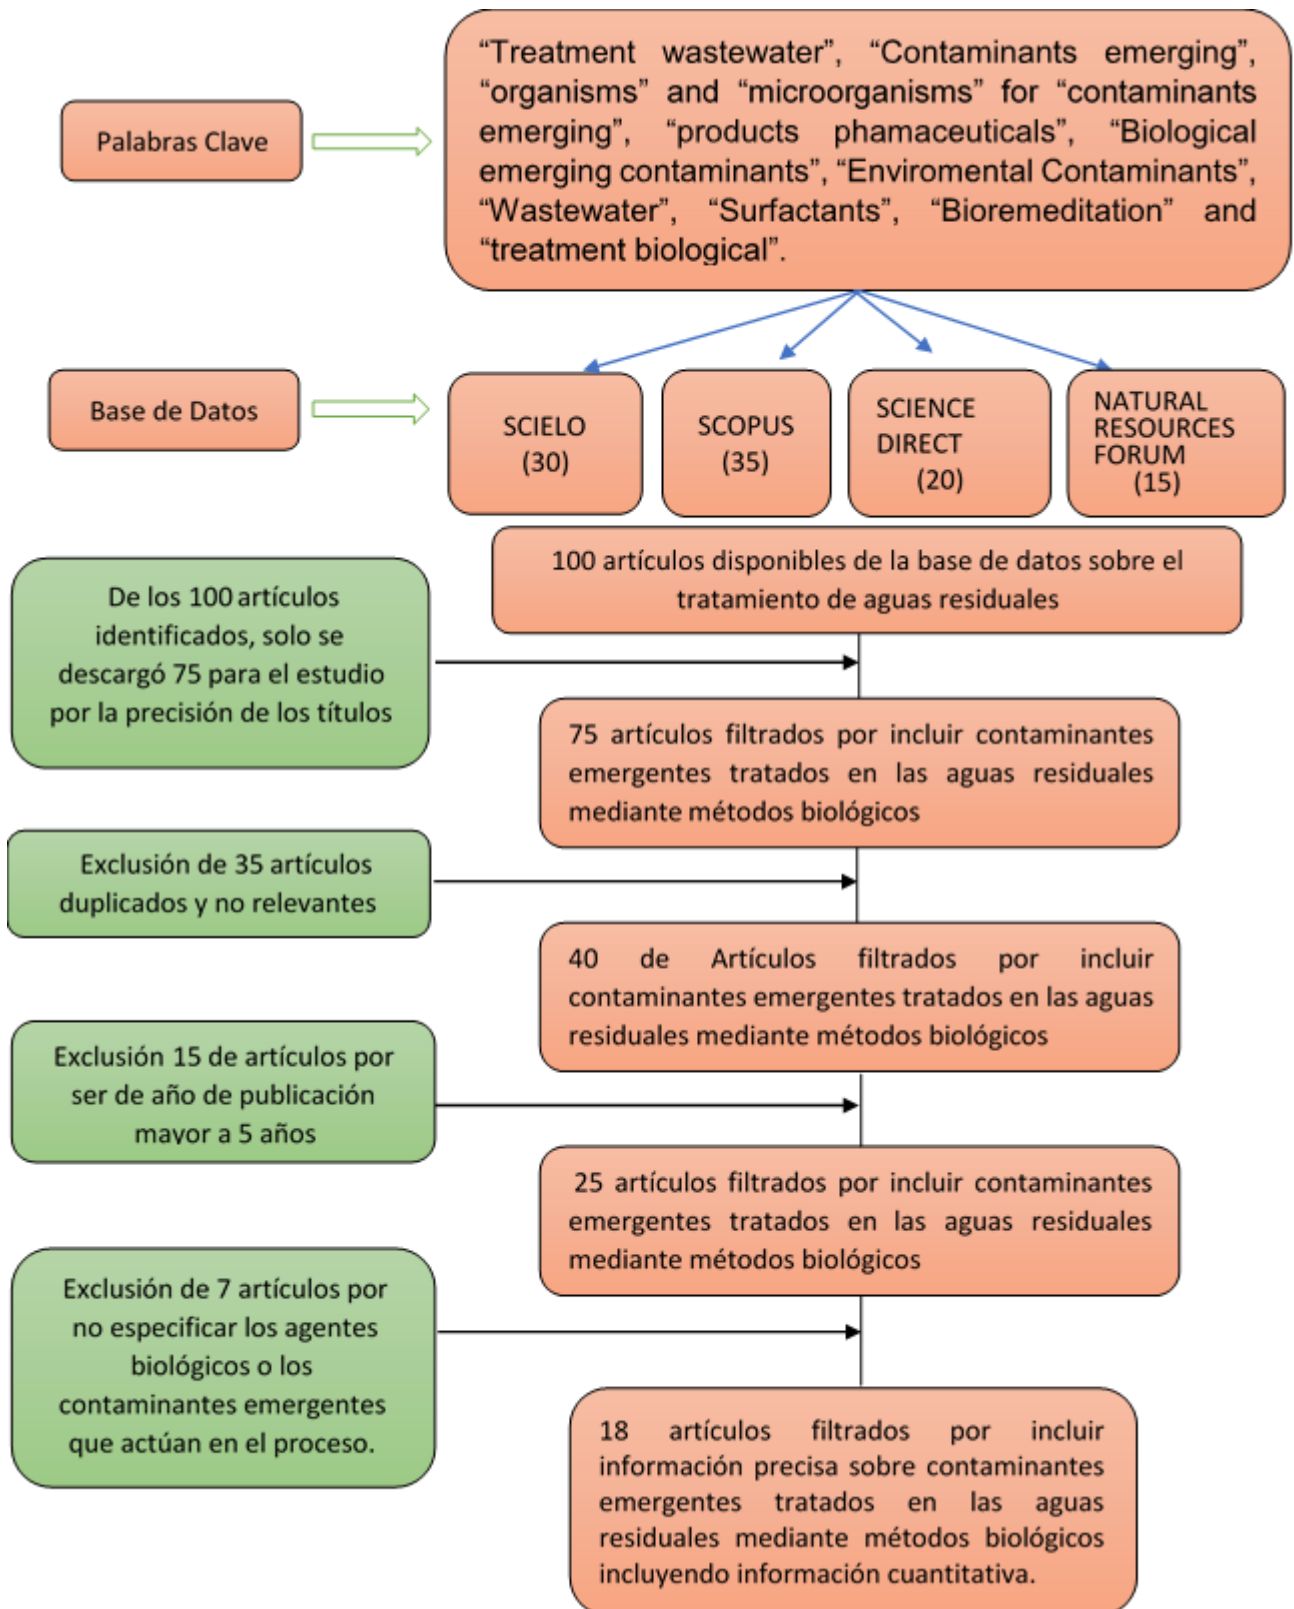 “Treatment wastewater”, “Contaminants emerging”,
“organisms” and “microorganisms” for “contaminants
emerging”, “products phamaceuticals”, “Biological
emerging contaminants”, “Enviromental Contaminants”,
“Wastewater”, “Surfactants”, “Bioremeditation” and
“treatment biological”.
Palabras Clave
Base de Datos
SCIELO
(30)
SCOPUS
(35)
SCIENCE
DIRECT
(20)
NATURAL
RESOURCES
FORUM
(15)
100 artículos disponibles de la base de datos sobre el
tratamiento de aguas residuales
De los 100 artículos
identificados, solo se
descargó 75 para el estudio
por la precisión de los títulos
75 artículos filtrados por incluir contaminantes
emergentes tratados en las aguas residuales
mediante métodos biológicos
Exclusión de 35 artículos
duplicados y no relevantes
40 de Artículos filtrados por incluir
contaminantes emergentes tratados en las aguas
residuales mediante métodos biológicos
Exclusión 15 de artículos por
ser de año de publicación
mayor a 5 años
25 artículos filtrados por incluir contaminantes
emergentes tratados en las aguas residuales
mediante métodos biológicos
Exclusión de 7 artículos por
no especificar los agentes
biológicos o los
contaminantes emergentes
que actúan en el proceso.
18 artículos filtrados por incluir
información precisa sobre contaminantes
emergentes tratados en las aguas
residuales mediante métodos biológicos
incluyendo información cuantitativa.